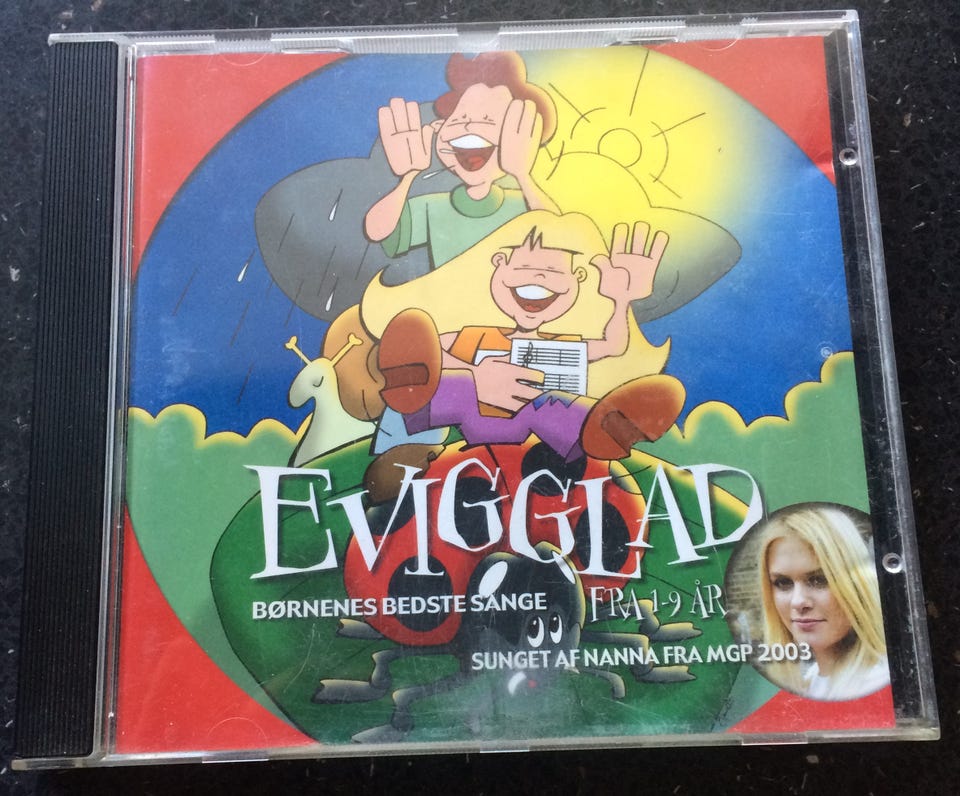 EVIGGLAD
BØRNENES BEDSTE SANGE
FRA 1-9 ÅR
SUNGET AF NANNA FRA MGP 2003